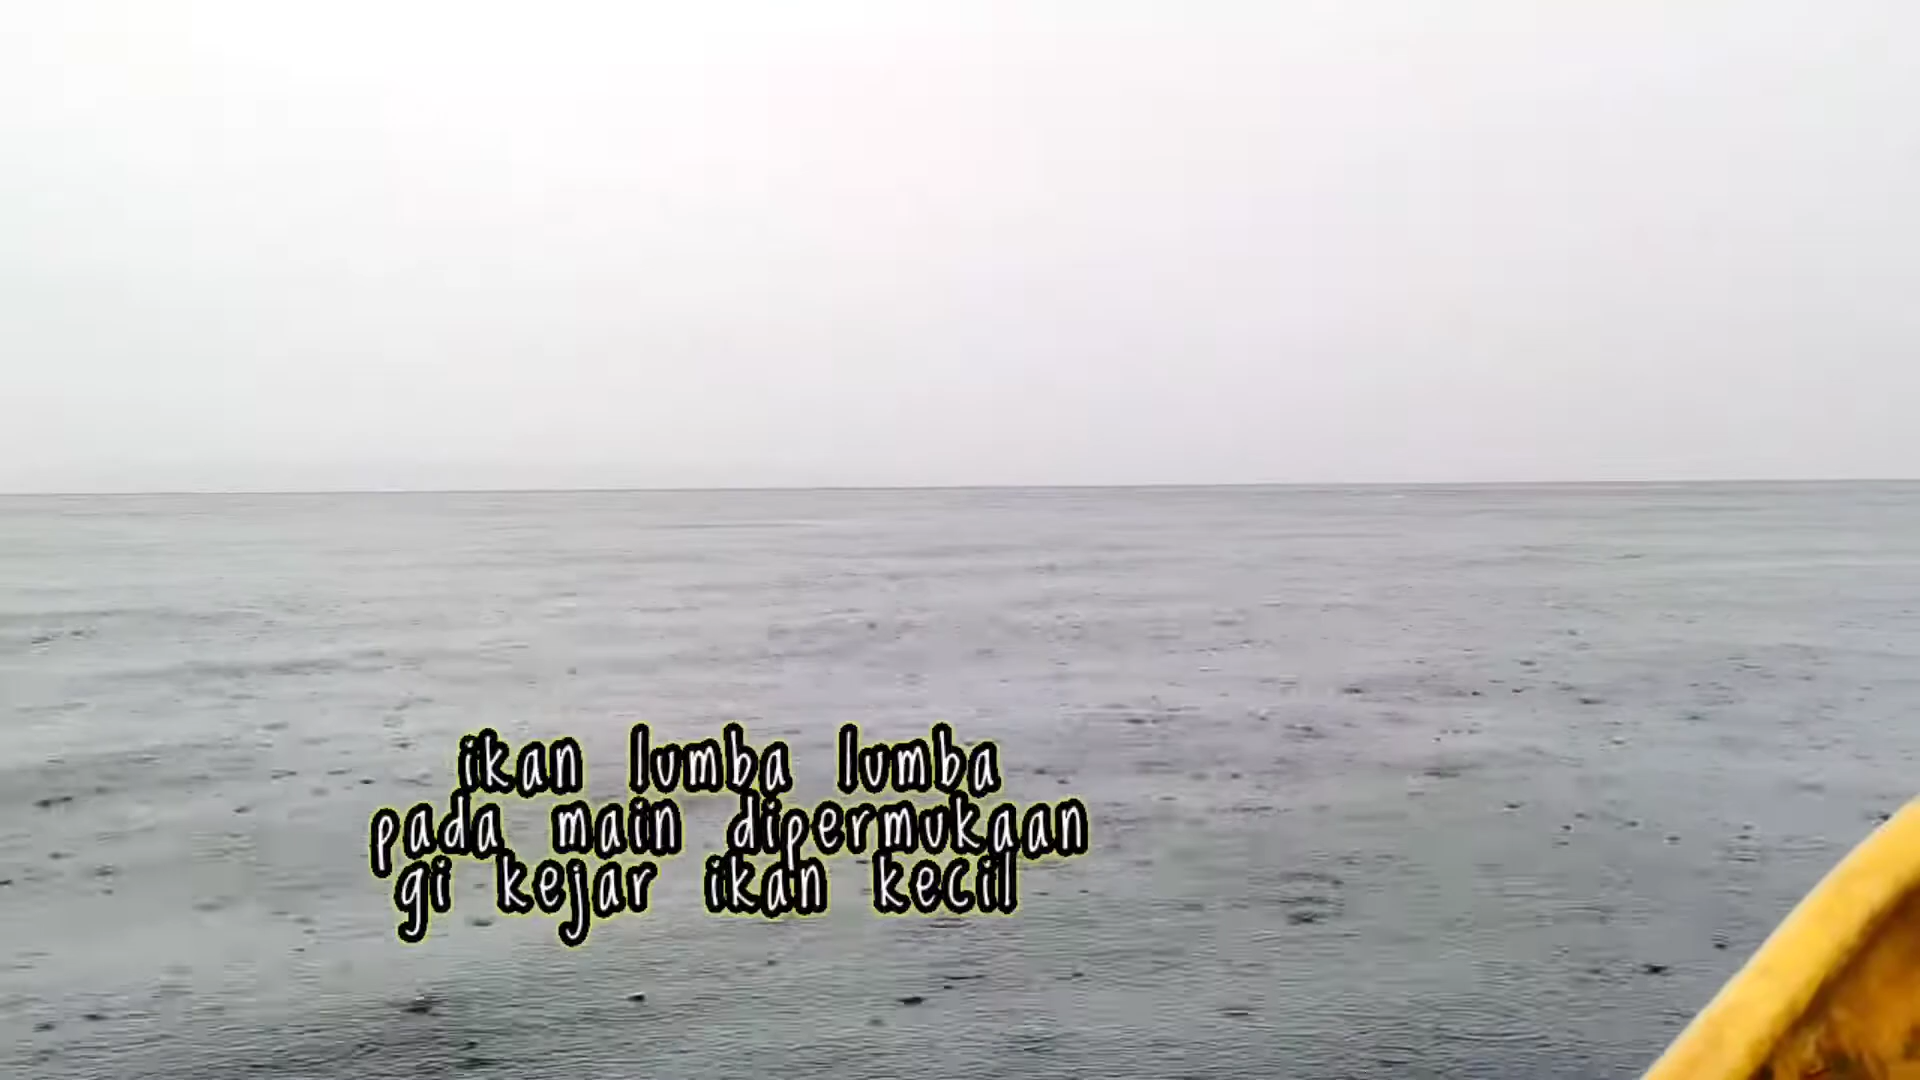 ikan lumba lumba
pada main dipermukaan
gi kejar ikan kecil